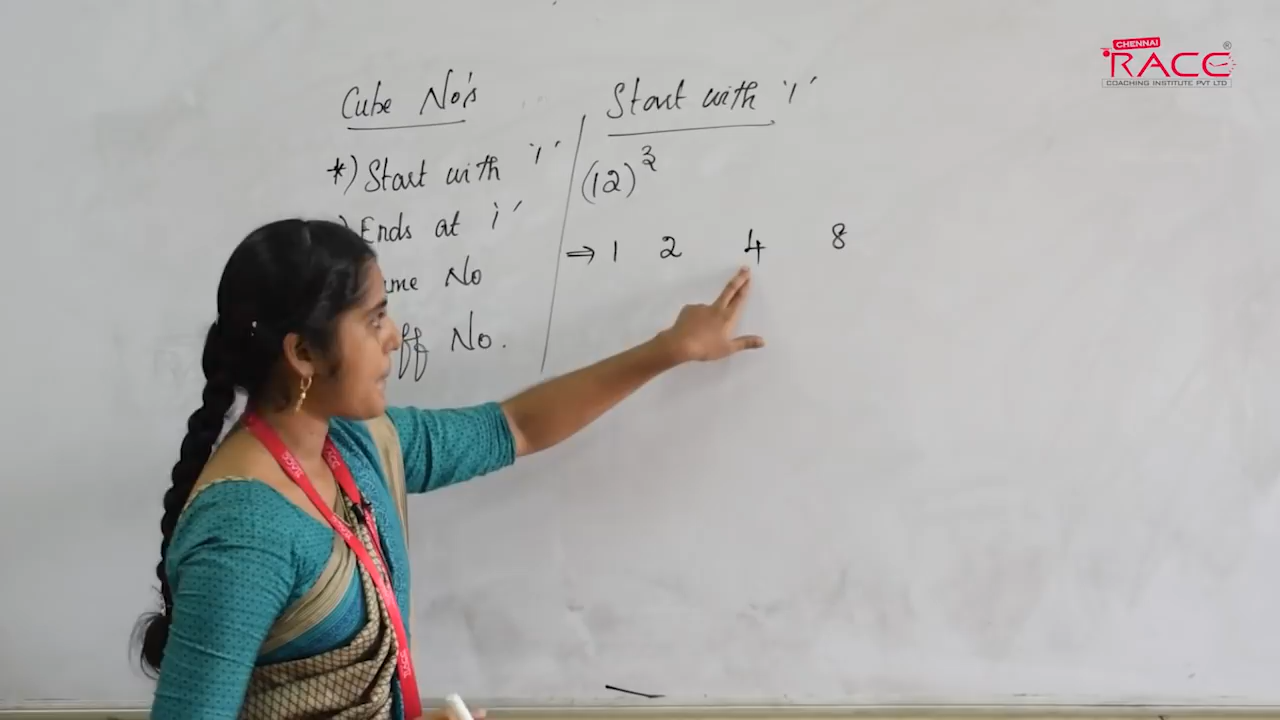 Cube No's
*) Start with '1'
Ends at '1'
No
No.
Start with '1'
(12)³
⇒ 1 2 4 8
CHENNAI
RACE
®
COACHING INSTITUTE PVT LTD